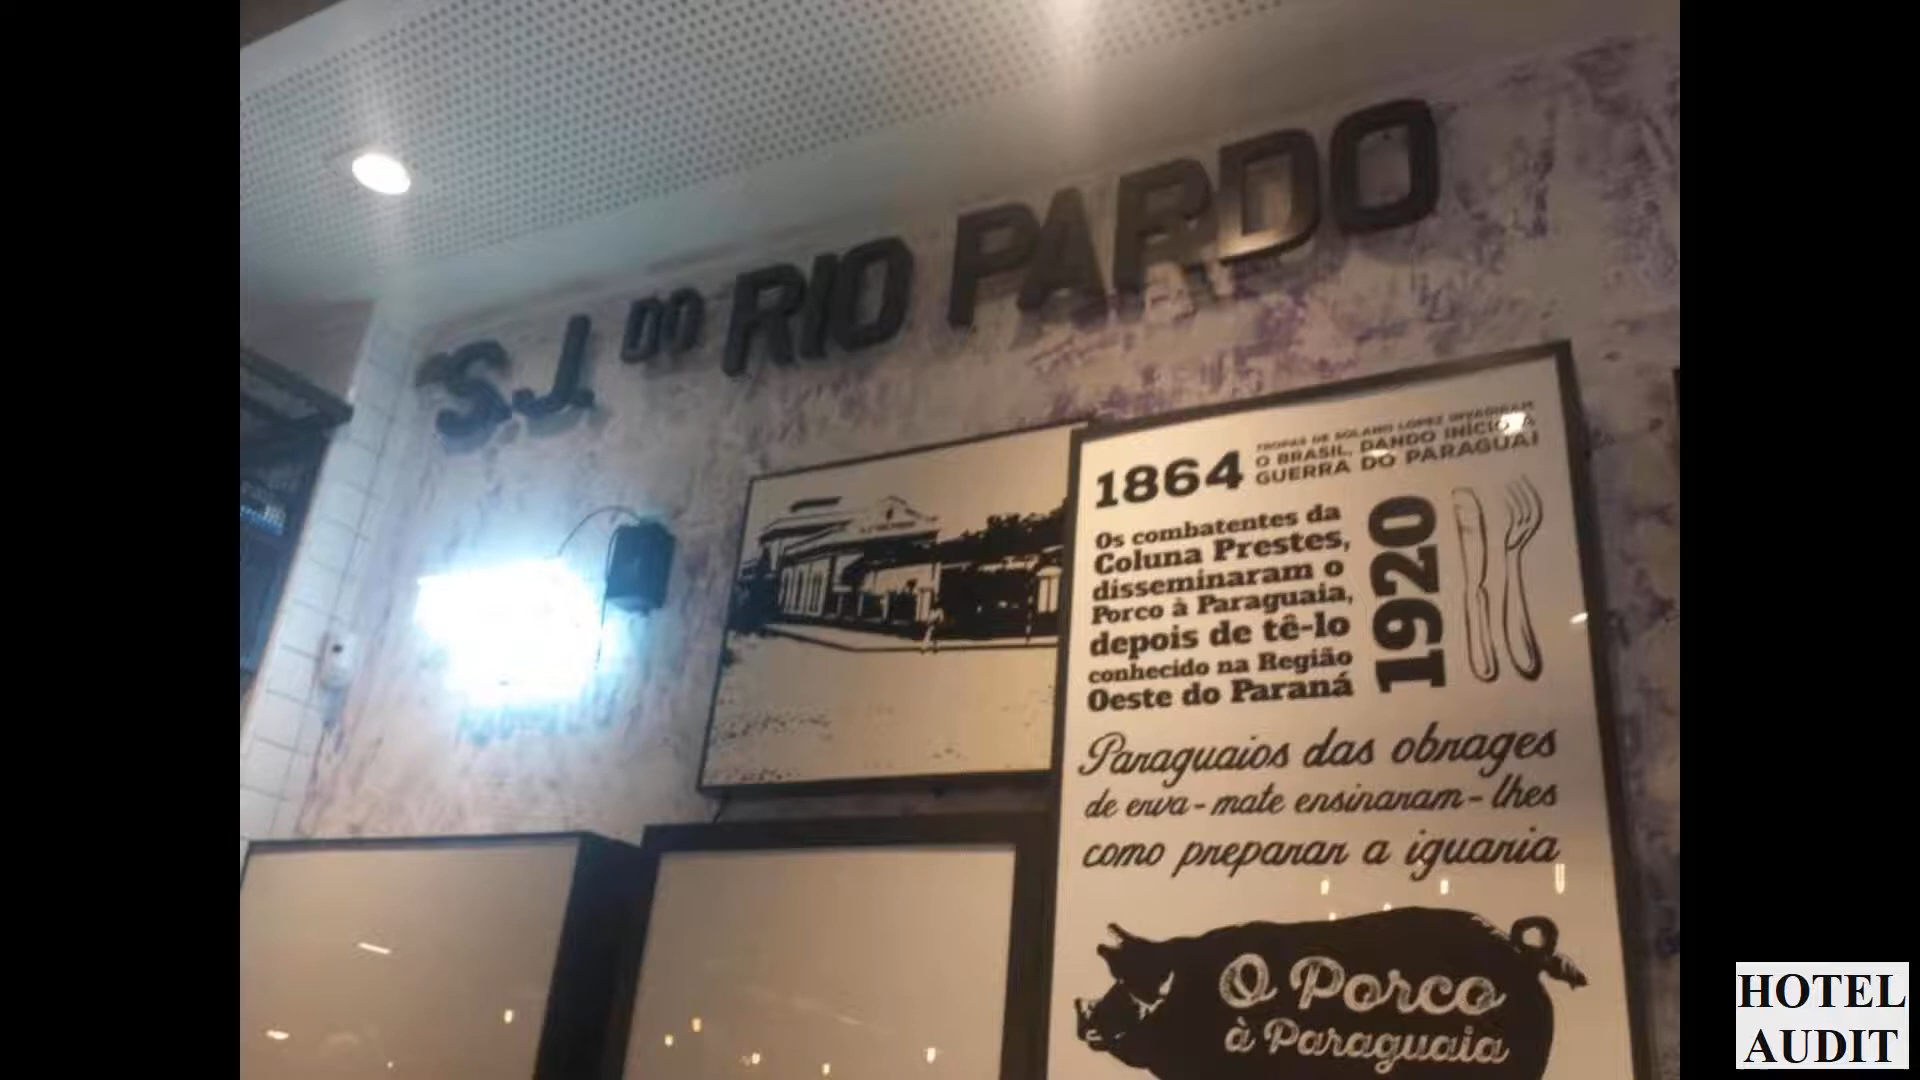 S.J. DO RIO PARDO
1864
TROPAS DE SOLANO LOPEZ INVADIRAM
O BRASIL, DANDO INÍCIO À
GUERRA DO PARAGUAI
Os combatentes da
Coluna Prestes,
disseminaram o
Porco à Paraguaia,
depois de tê-lo
conhecido na Região
Oeste do Paraná
1920
Paraguaios das obrages
de erva-mate ensinaram-lhes
como preparar a iguaria
O Porco
à Paraguaia
HOTEL
AUDIT